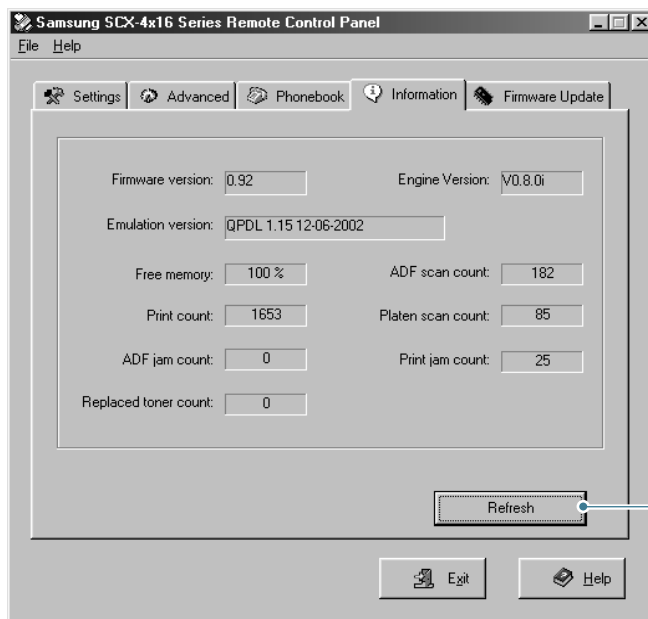 Samsung SCX-4x16 Series Remote Control Panel
File Help
Settings Advanced Phonebook Information Firmware Update
Firmware version: 0.92 Engine Version: V0.8.0i
Emulation version: QPDL 1.15 12-06-2002
Free memory: 100 % ADF scan count: 182
Print count: 1653 Platen scan count: 85
ADF jam count: 0 Print jam count: 25
Replaced toner count: 0
Refresh
Exit Help